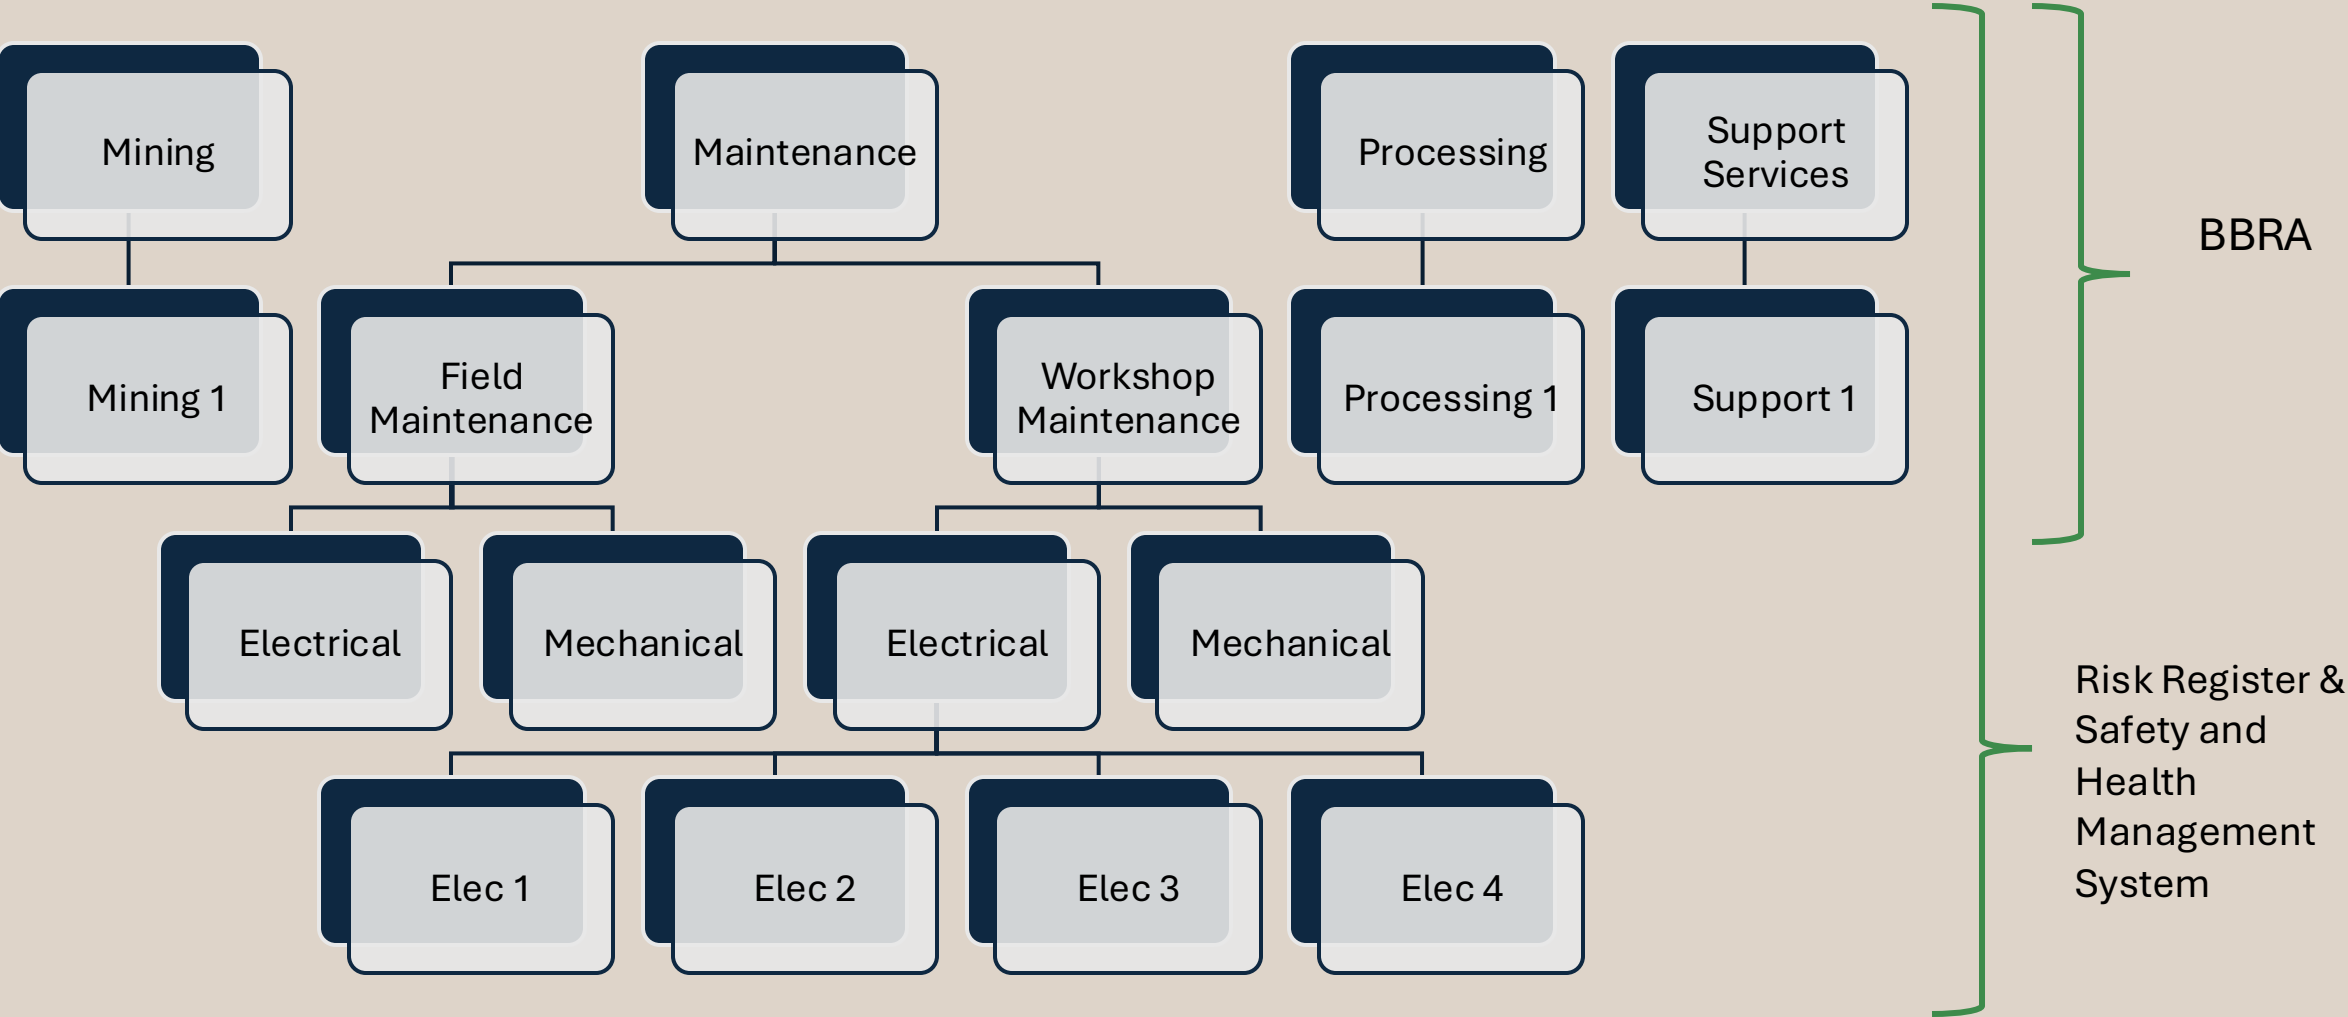 Mining
Maintenance
Processing
Support
Services
BBRA
Mining 1
Field
Maintenance
Workshop
Maintenance
Processing 1
Support 1
Electrical
Mechanical
Electrical
Mechanical
Risk Register &
Safety and
Health
Management
System
Elec 1
Elec 2
Elec 3
Elec 4